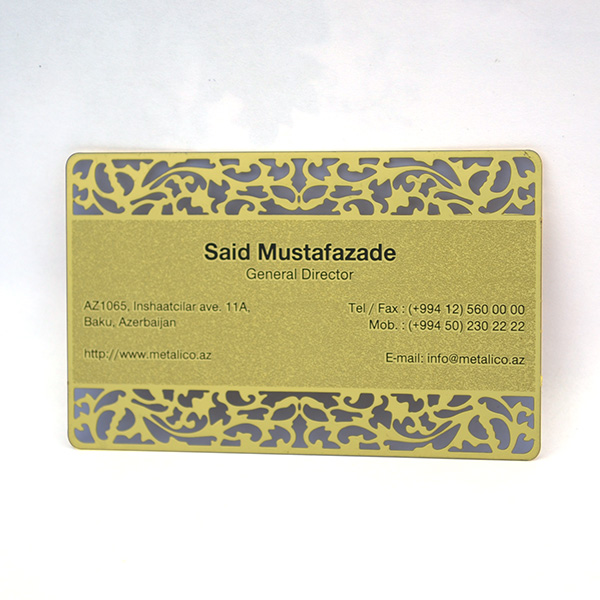 Said Mustafazade
General Director
AZ1065, Inshaatcilar ave. 11A,
Baku, Azerbaijan
http://www.metalico.az
Tel / Fax : (+994 12) 560 00 00
Mob. : (+994 50) 230 22 22
E-mail: info@metalico.az